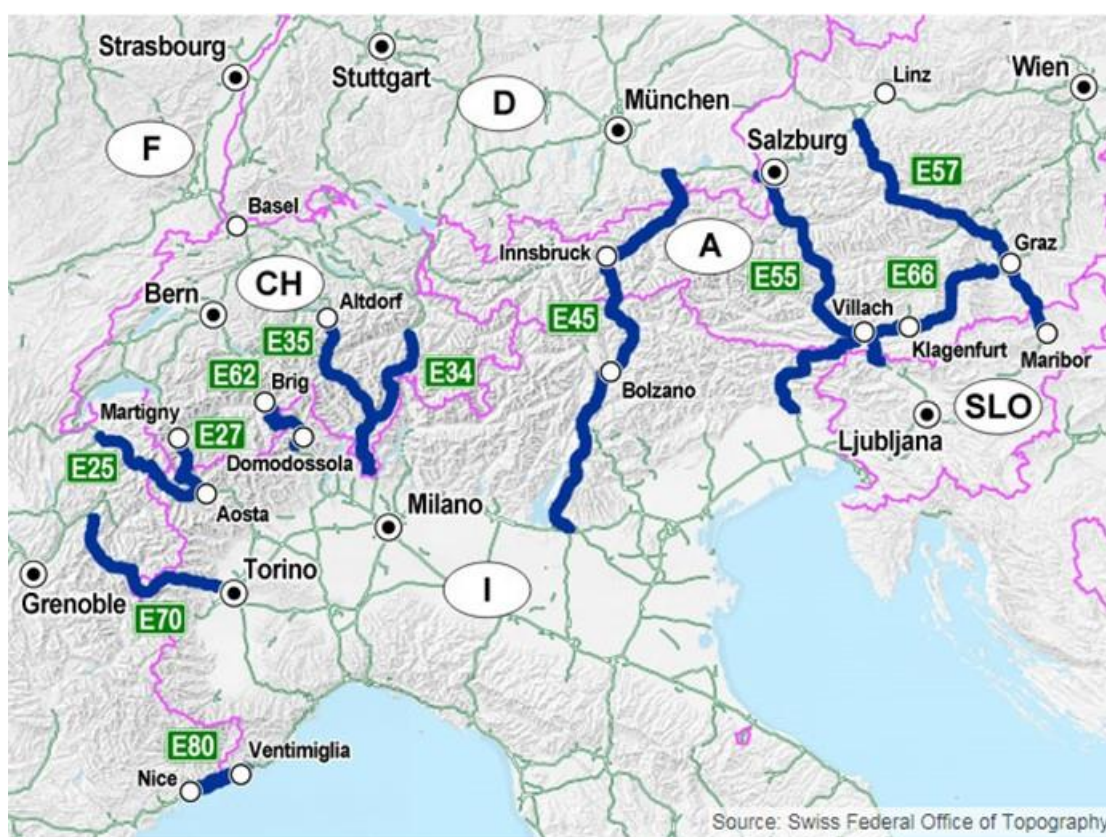 Strasbourg
Stuttgart
D
München
Linz
Wien
F
Salzburg
E57
Basel
Innsbruck
A
Graz
CH
E55
E66
Bern
Altdorf
Villach
E35
E45
Klagenfurt
Maribor
E62
Brig
E34
Bolzano
SLO
Martigny
E27
Ljubljana
E25
Domodossola
Aosta
Milano
Torino
I
Grenoble
E70
E80
Ventimiglia
Nice
Source: Swiss Federal Office of Topography